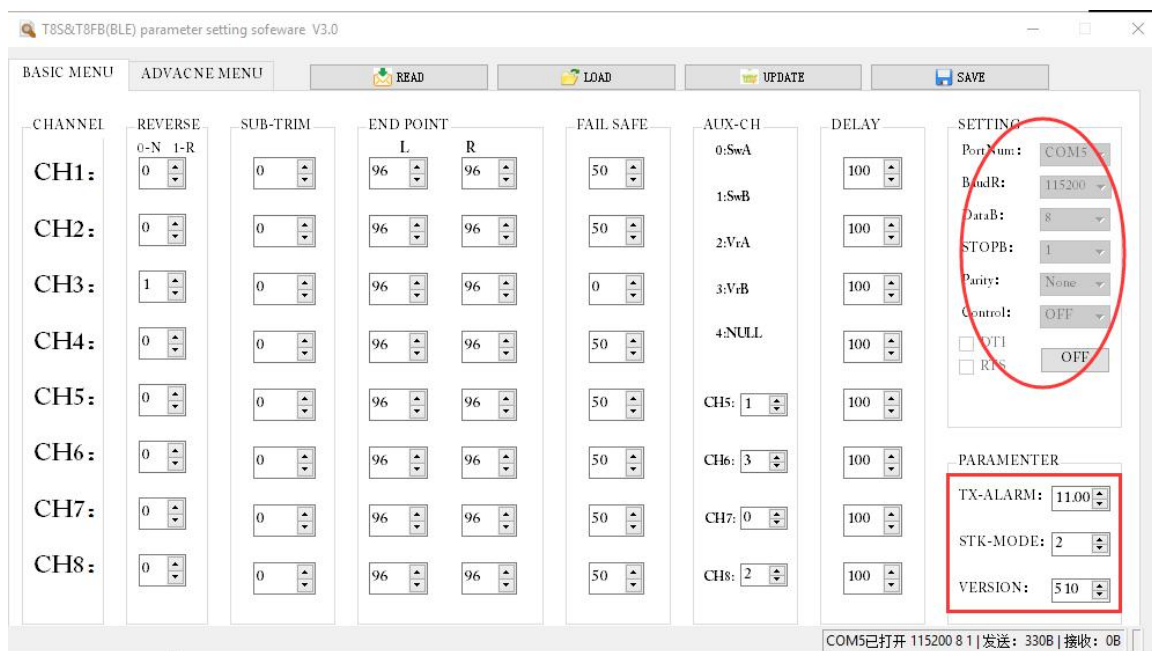 T8S&T8FB(BLE) parameter setting sofeware V3.0
BASIC MENU ADVACNE MENU READ LOAD UPDATE SAVE
CHANNEL REVERSE SUB-TRIM END POINT FAIL SAFE AUX-CH DELAY SETTING
0-N 1-R L R 0:SwA PortNum: COM5
CH1: 0 0 96 96 50 100
1:SwB BaudR: 115200
DataB: 8
CH2: 0 0 96 96 50 2:VrA 100
STOPB: 1
CH3: 1 0 96 96 0 3:VrB 100 Parity: None
Control: OFF
CH4: 0 0 96 96 50 4:NULL 100
DTI
RTS OFF
CH5: 0 0 96 96 50 CH5: 1 100
CH6: 0 0 96 96 50 CH6: 3 100 PARAMENTER
TX-ALARM: 11.00
CH7: 0 0 96 96 50 CH7: 0 100
STK-MODE: 2
CH8: 0 0 96 96 50 CH8: 2 100 VERSION: 5 10
COM5已打开 115200 8 1|发送：330B|接收：0B